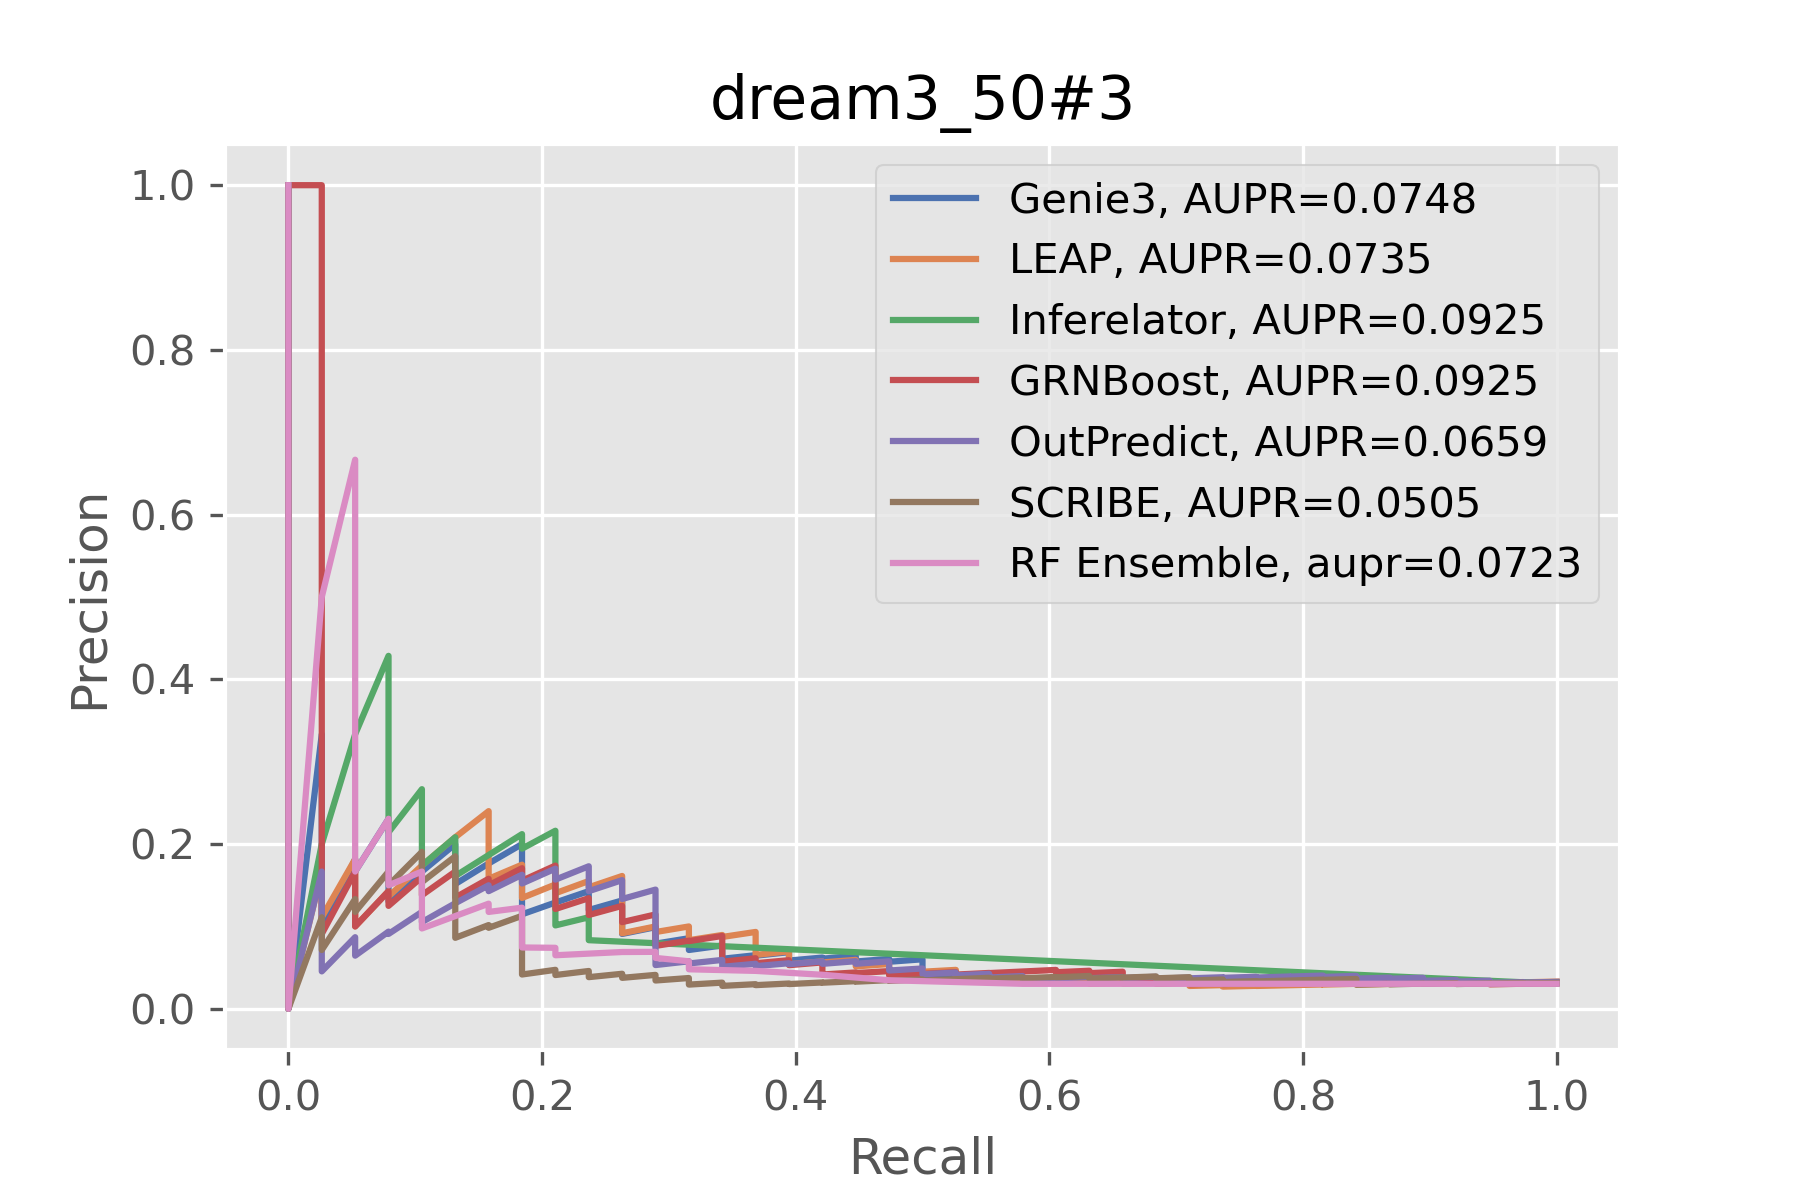 dream3_50#3
Precision
1.0
0.8
0.6
0.4
0.2
0.0
Genie3, AUPR=0.0748
LEAP, AUPR=0.0735
Inferelator, AUPR=0.0925
GRNBoost, AUPR=0.0925
OutPredict, AUPR=0.0659
SCRIBE, AUPR=0.0505
RF Ensemble, aupr=0.0723
0.0 0.2 0.4 0.6 0.8 1.0
Recall